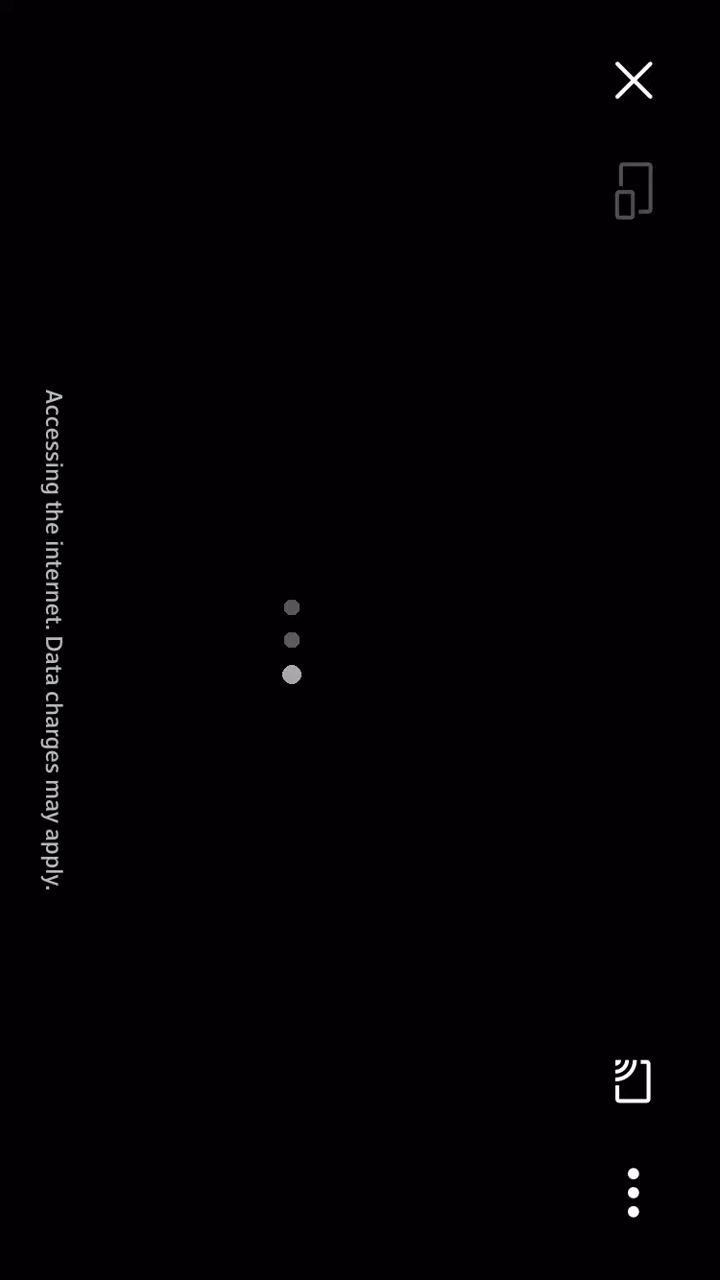 Accessing the internet. Data charges may apply.